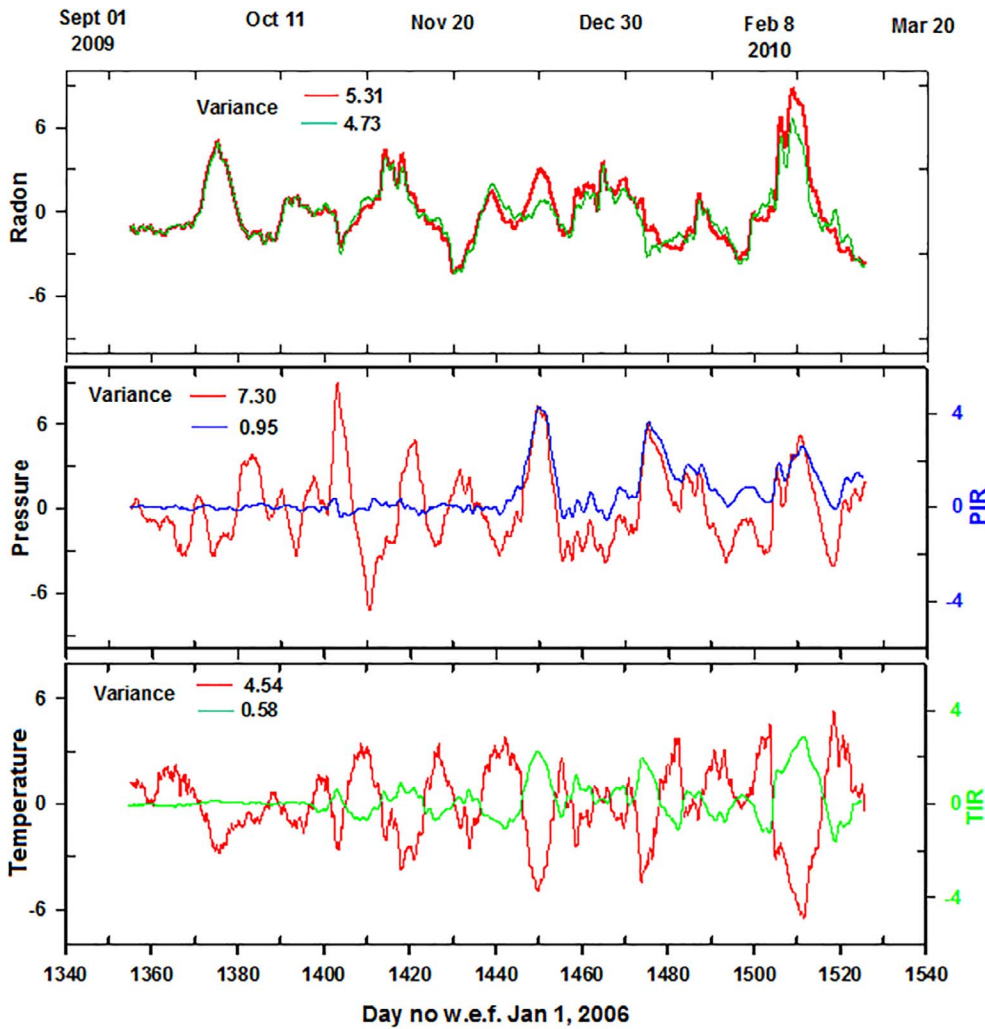 Sept 01
2009
Oct 11
Nov 20
Dec 30
Feb 8
2010
Mar 20
Variance
5.31
4.73
6
0
-6
Radon
Variance
7.30
0.95
6
0
-6
Pressure
4
0
-4
PIR
Variance
4.54
0.58
6
0
-6
Temperature
4
0
-4
TIR
1340 1360 1380 1400 1420 1440 1460 1480 1500 1520 1540
Day no w.e.f. Jan 1, 2006